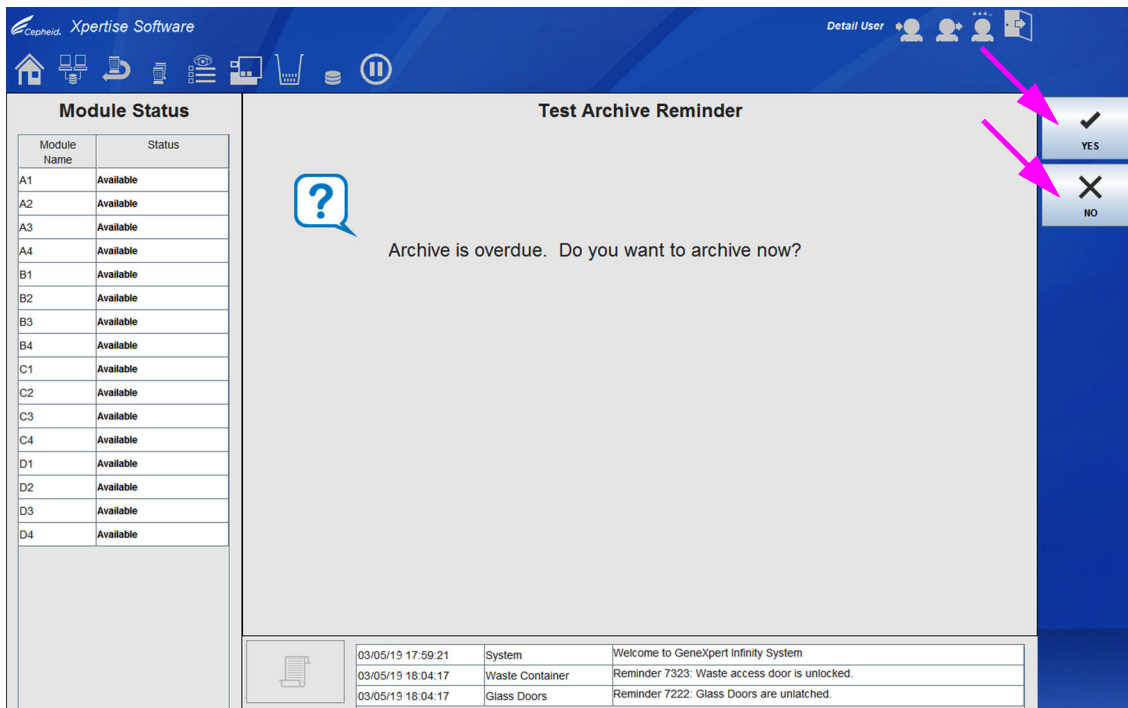 Cepheid. Xpertise Software
Detail User
Module Status
Module Name Status
A1 Available
A2 Available
A3 Available
A4 Available
B1 Available
B2 Available
B3 Available
B4 Available
C1 Available
C2 Available
C3 Available
C4 Available
D1 Available
D2 Available
D3 Available
D4 Available
Test Archive Reminder
?
Archive is overdue. Do you want to archive now?
YES
NO
03/05/19 17:59:21 System Welcome to GeneXpert Infinity System
03/05/19 18:04:17 Waste Container Reminder 7323: Waste access door is unlocked.
03/05/19 18:04:17 Glass Doors Reminder 7222: Glass Doors are unlatched.